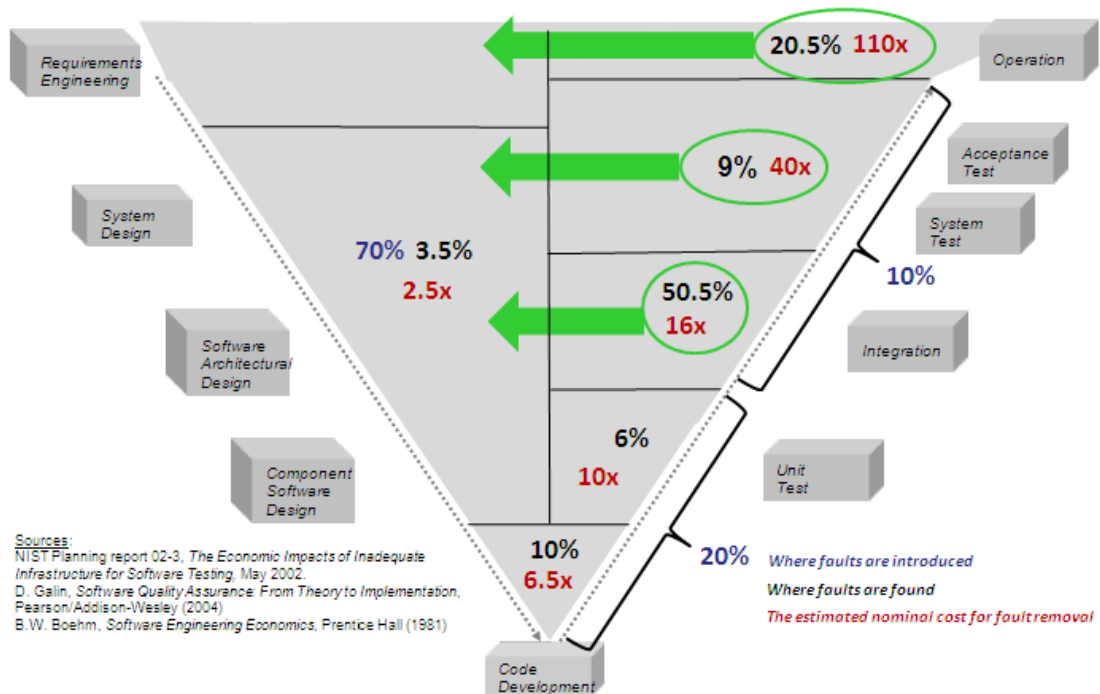 Requirements
Engineering
20.5% 110x
Operation
9% 40x
Acceptance
Test
System
Design
System
Test
70% 3.5%
2.5x
10%
50.5%
16x
Software
Architectural
Design
Integration
6%
10x
Component
Software
Design
Unit
Test
10%
6.5x
20%
Where faults are introduced
Where faults are found
The estimated nominal cost for fault removal
Sources:
NIST Planning report 02-3, The Economic Impacts of Inadequate
Infrastructure for Software Testing, May 2002.
D. Galin, Software Quality Assurance: From Theory to Implementation,
Pearson/Addison-Wesley (2004)
B.W. Boehm, Software Engineering Economics, Prentice Hall (1981)
Code
Development